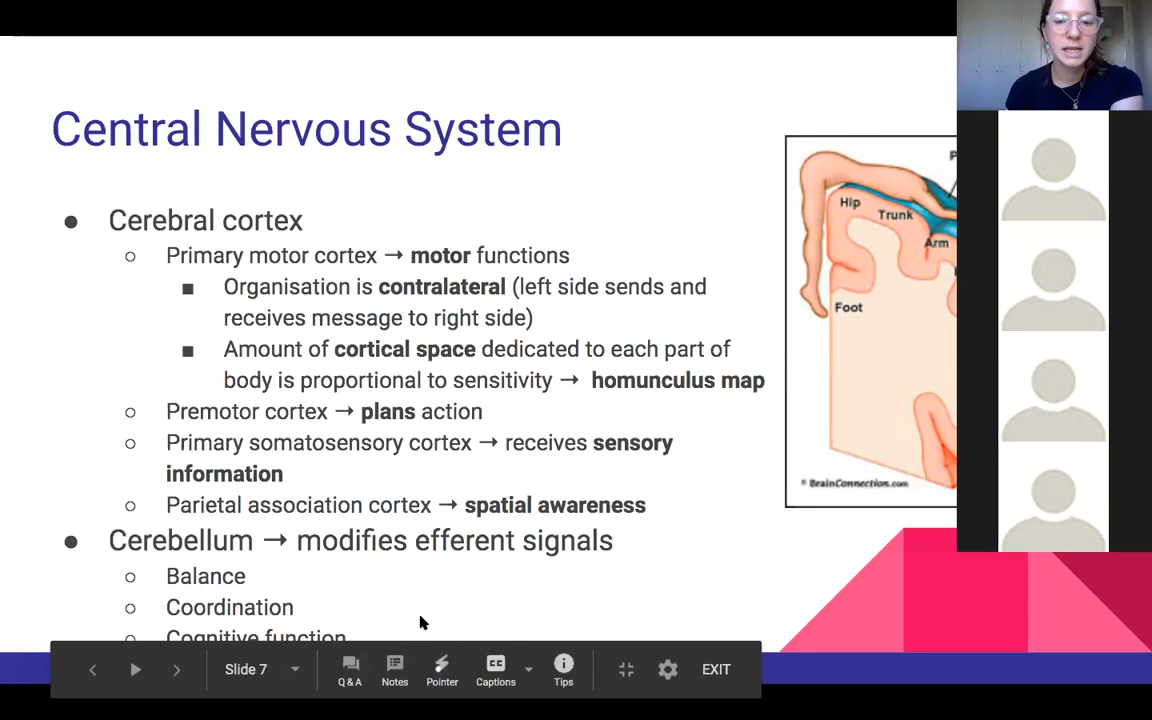 Central Nervous System
● Cerebral cortex
○ Primary motor cortex → motor functions
■ Organisation is contralateral (left side sends and
receives message to right side)
■ Amount of cortical space dedicated to each part of
body is proportional to sensitivity → homunculus map
○ Premotor cortex → plans action
○ Primary somatosensory cortex → receives sensory
information
○ Parietal association cortex → spatial awareness
● Cerebellum → modifies efferent signals
○ Balance
○ Coordination
○ Cognitive function
Hip
Trunk
Arm
Foot
© BrainConnection.com
Slide 7
Q & A
Notes
Pointer
CC
Captions
Tips
EXIT